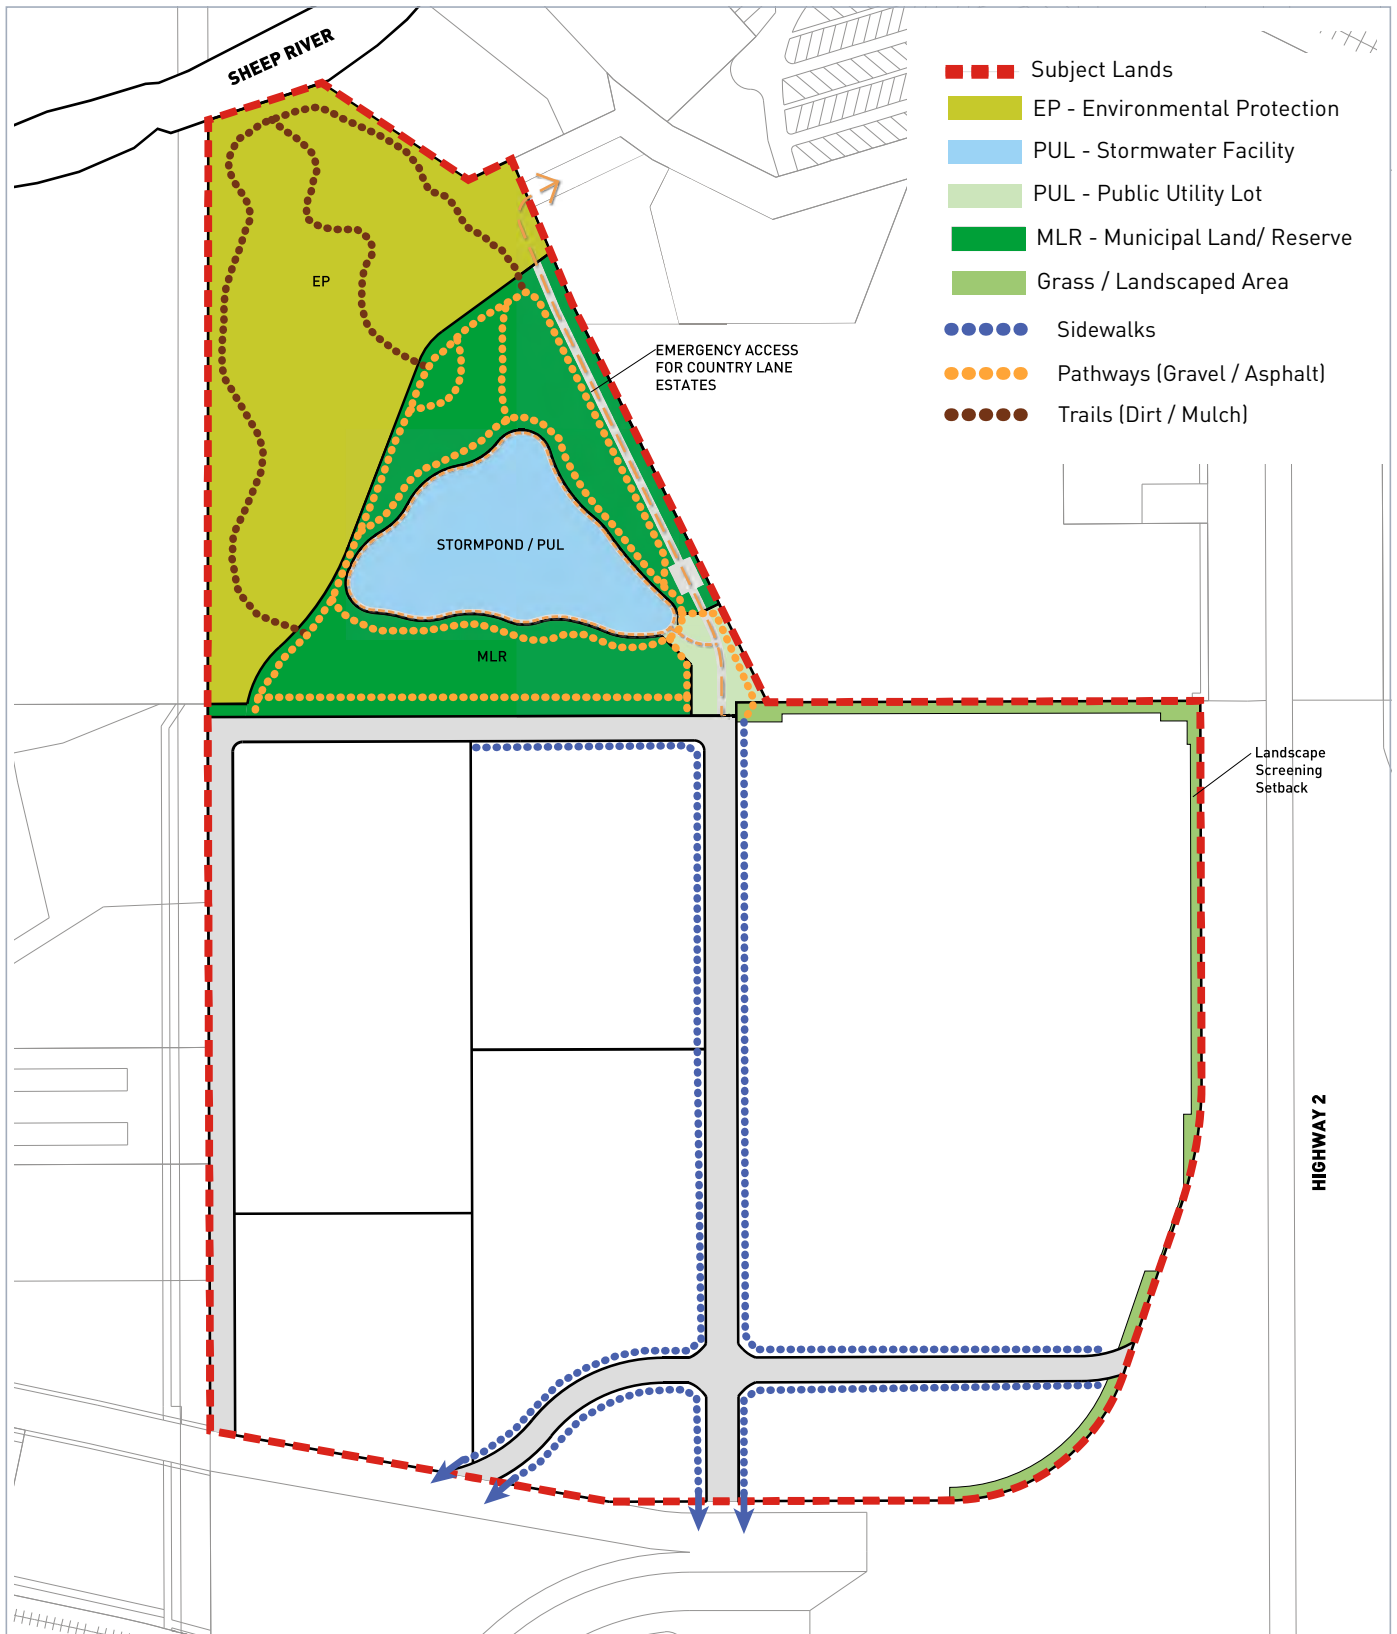 SHEEP RIVER
Subject Lands
EP - Environmental Protection
PUL - Stormwater Facility
PUL - Public Utility Lot
MLR - Municipal Land/ Reserve
Grass / Landscaped Area
Sidewalks
Pathways (Gravel / Asphalt)
Trails (Dirt / Mulch)
EP
EMERGENCY ACCESS
FOR COUNTRY LANE
ESTATES
STORMPOND / PUL
MLR
Landscape
Screening
Setback
HIGHWAY 2